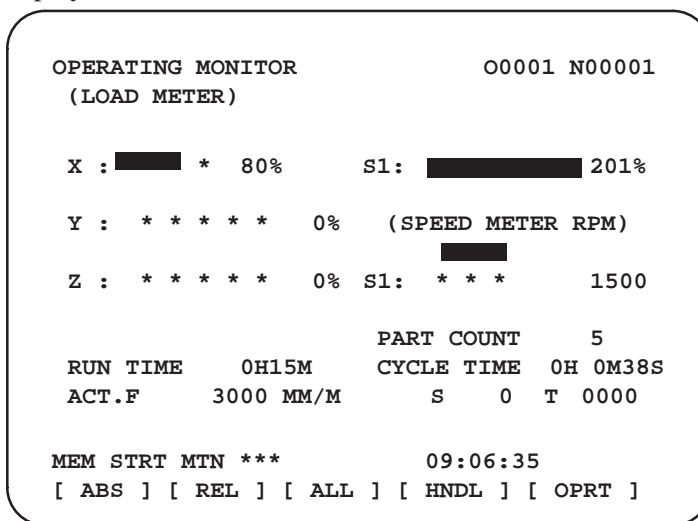 OPERATING MONITOR O0001 N00001
(LOAD METER)
X : * 80% S1: 201%
Y : * * * * * 0% (SPEED METER RPM)
Z : * * * * * 0% S1: * * * 1500
PART COUNT 5
RUN TIME 0H15M CYCLE TIME 0H 0M38S
ACT.F 3000 MM/M S 0 T 0000
MEM STRT MTN *** 09:06:35
[ ABS ] [ REL ] [ ALL ] [ HNDL ] [ OPRT ]